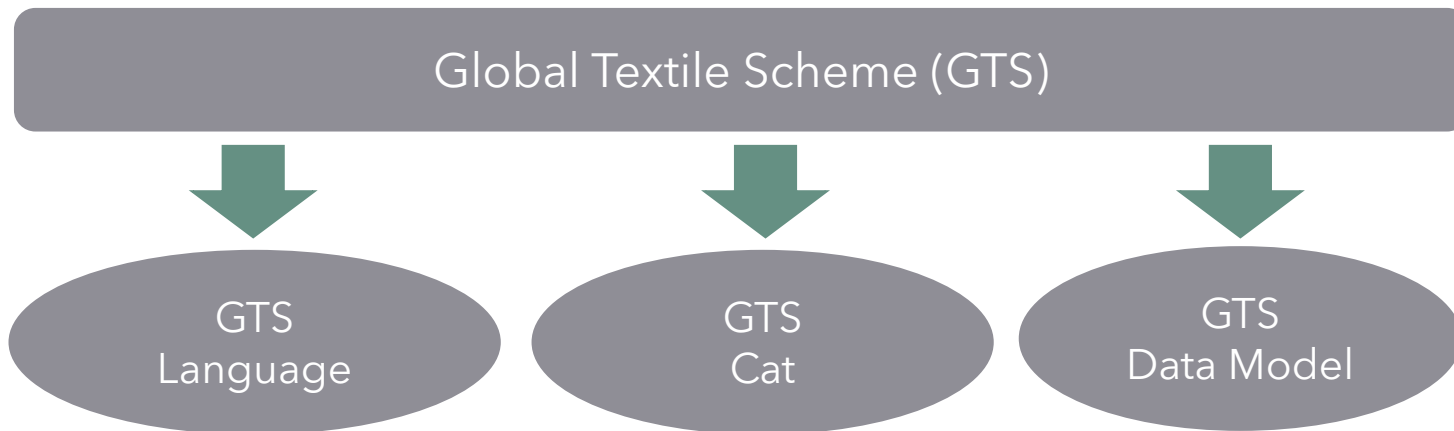 Global Textile Scheme (GTS)
GTS
Language
GTS
Cat
GTS
Data Model